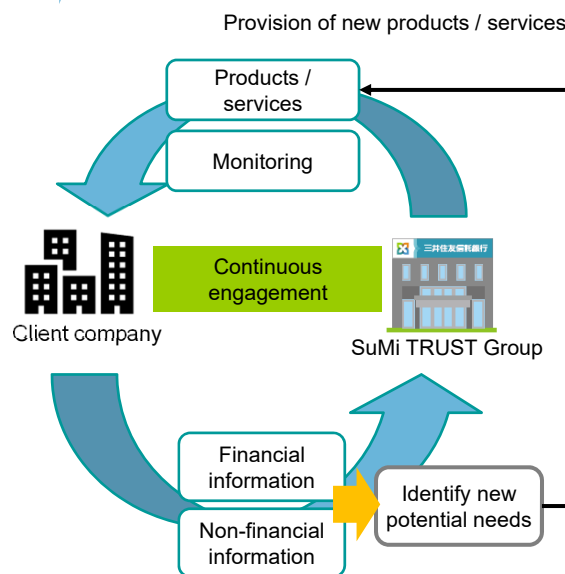 Provision of new products / services
Products /
services
Monitoring
三井住友信託銀行
Continuous
engagement
Client company
SuMi TRUST Group
Financial
information
Identify new
potential needs
Non-financial
information